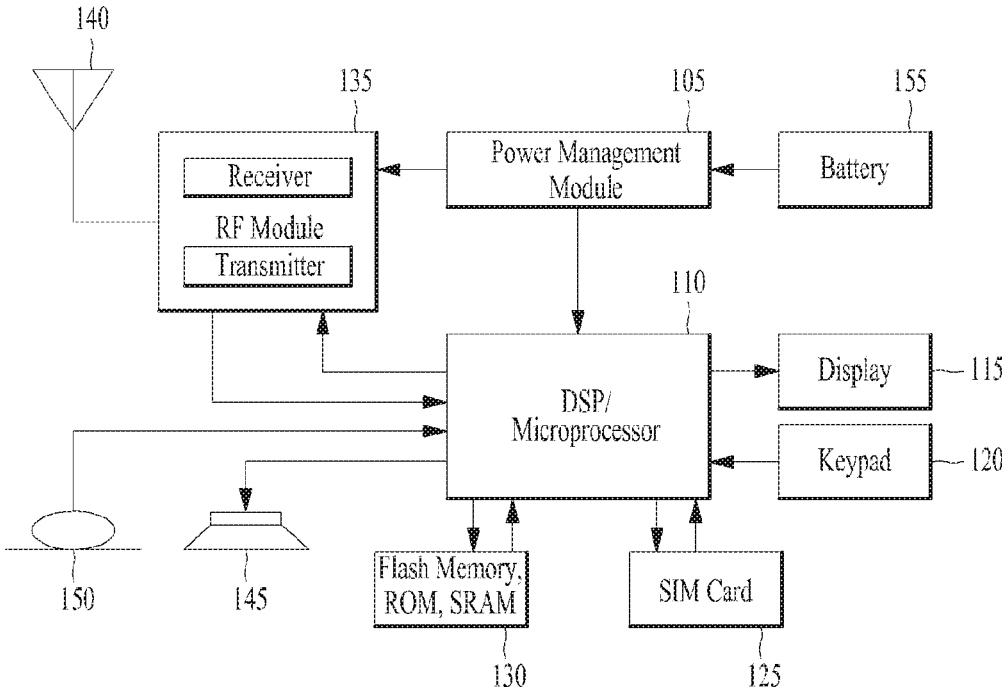 140
135
105
155
Receiver
RF Module
Transmitter
Power Management
Module
Battery
110
DSP/
Microprocessor
Display
115
Keypad
120
150
145
Flash Memory,
ROM, SRAM
130
SIM Card
125